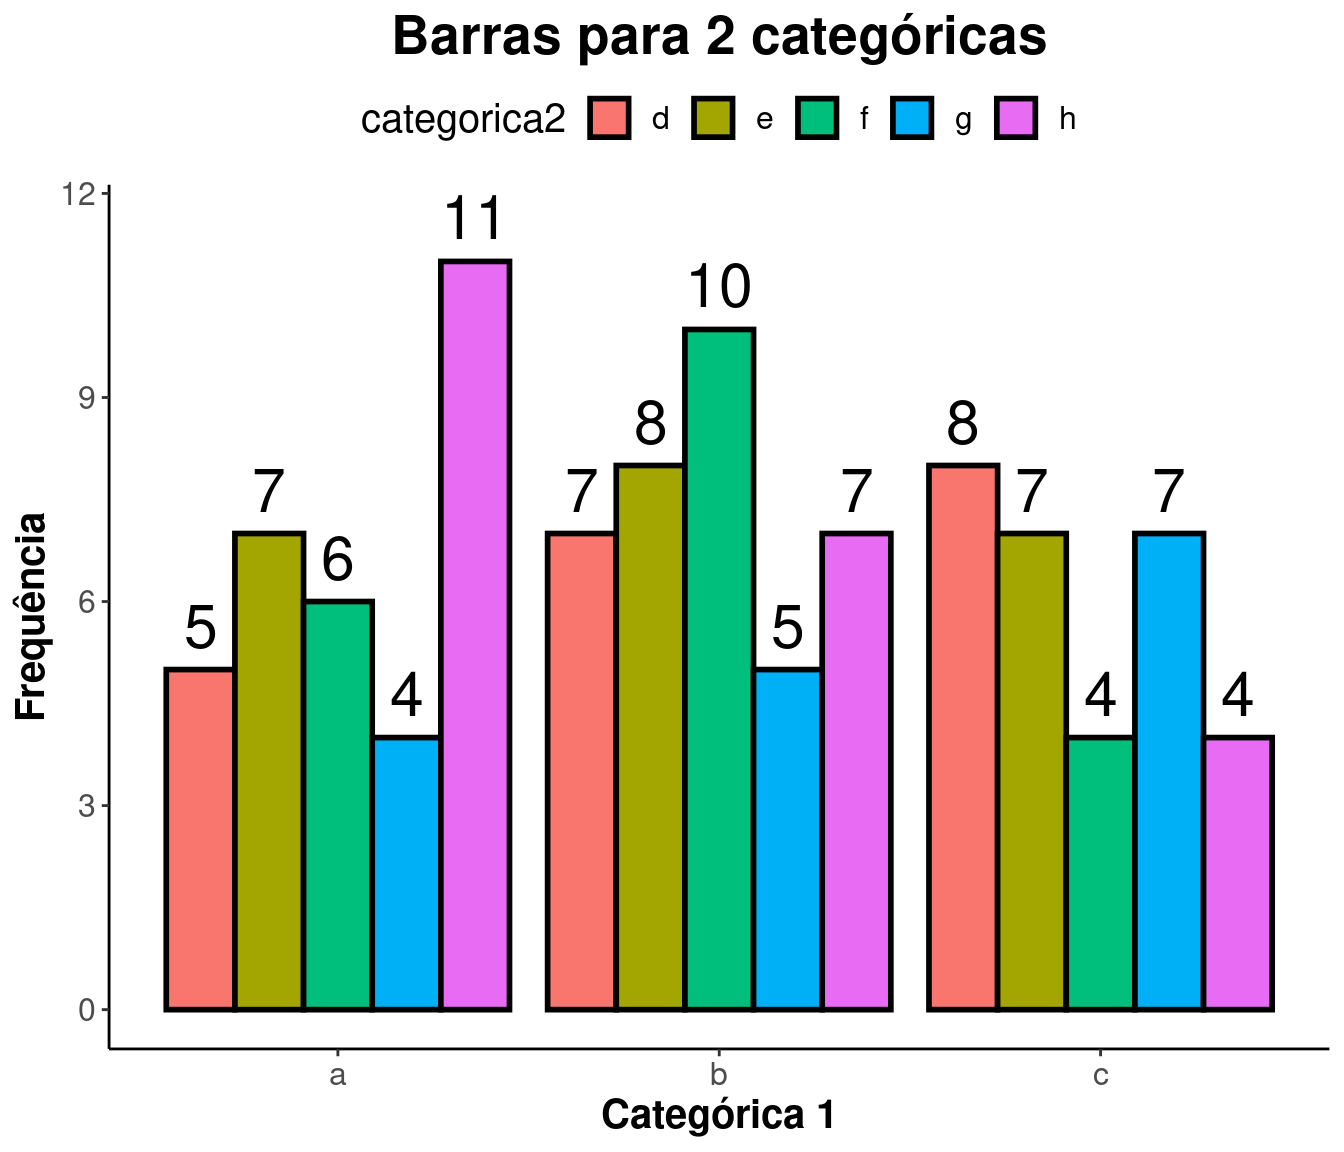 Barras para 2 categóricas
categorica2 d e f g h
12
9
6
3
0
Frequência
5 7 6 4 11
7 8 10 5 7
8 7 4 7 4
a b c
Categórica 1